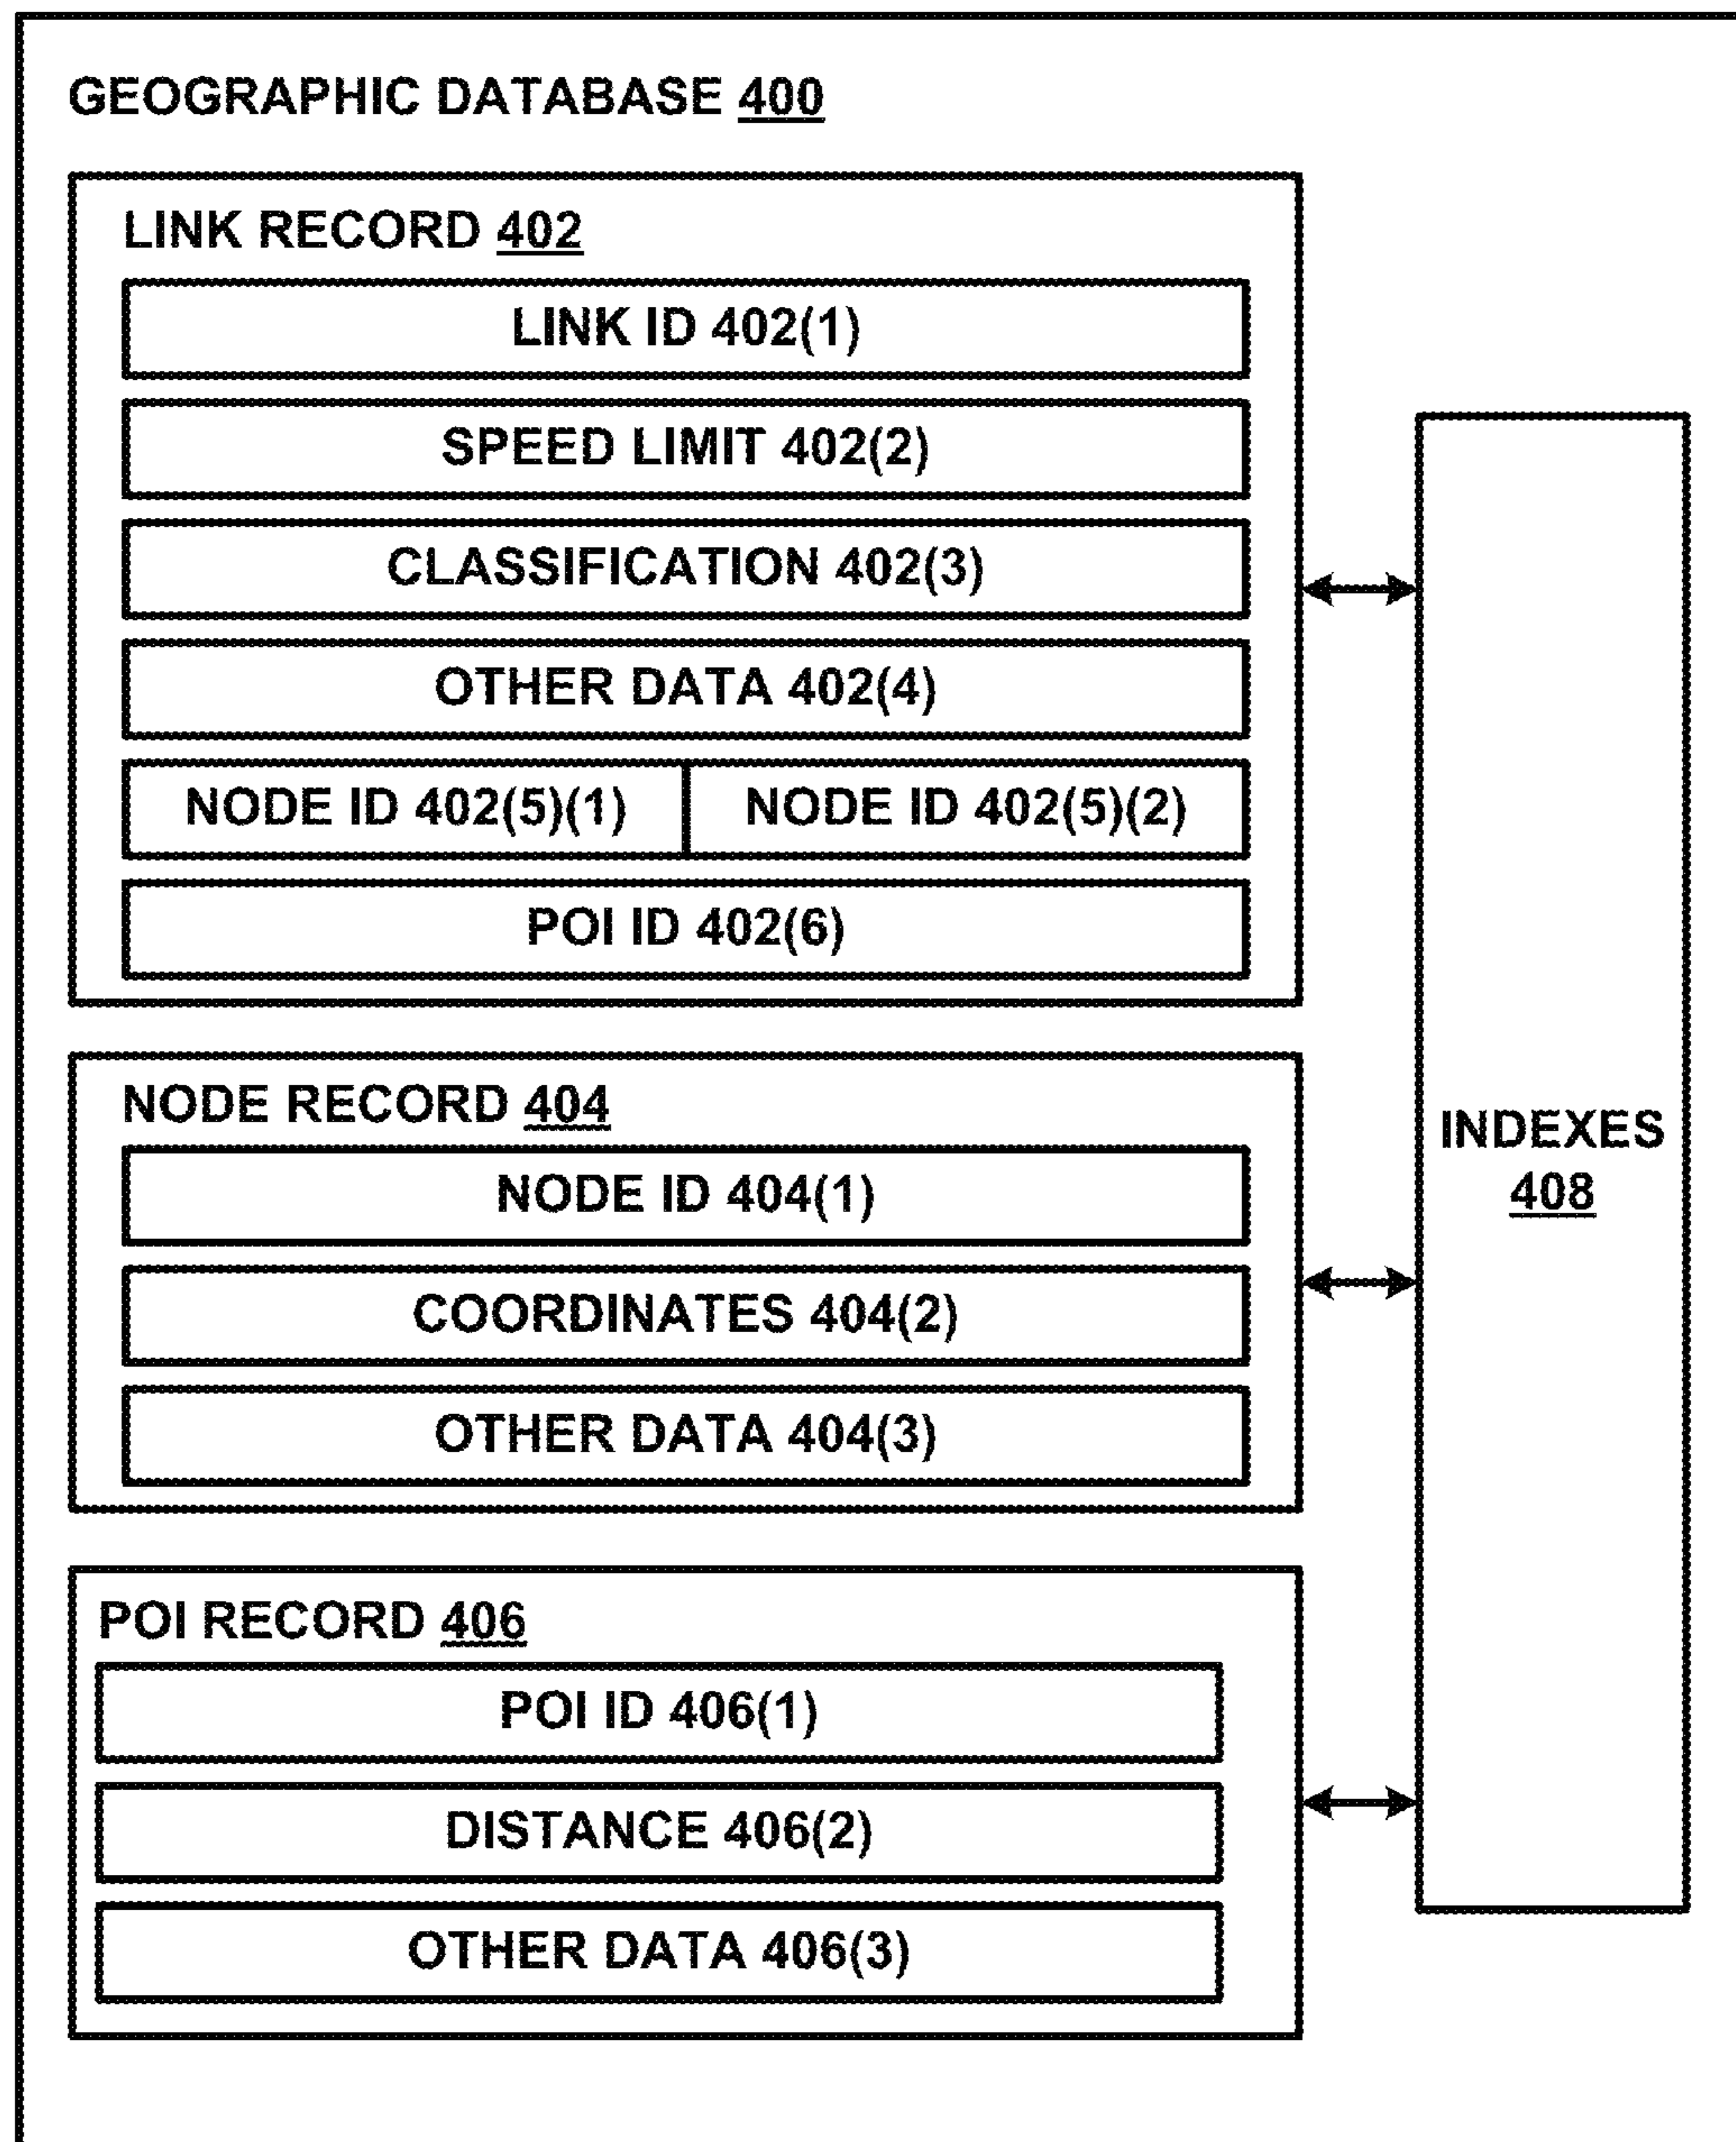 GEOGRAPHIC DATABASE 400
LINK RECORD 402
LINK ID 402(1)
SPEED LIMIT 402(2)
CLASSIFICATION 402(3)
OTHER DATA 402(4)
NODE ID 402(5)(1)
NODE ID 402(5)(2)
POI ID 402(6)
NODE RECORD 404
NODE ID 404(1)
COORDINATES 404(2)
OTHER DATA 404(3)
POI RECORD 406
POI ID 406(1)
DISTANCE 406(2)
OTHER DATA 406(3)
INDEXES
408